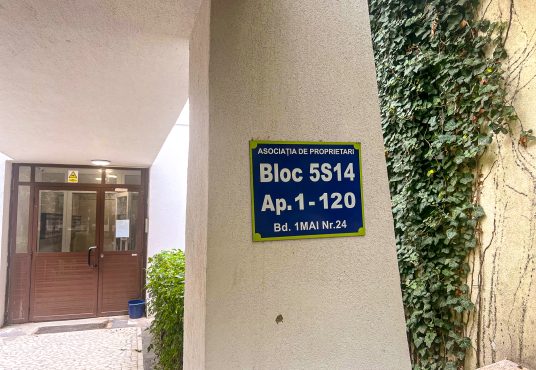 ASOCIAȚIA DE PROPRIETARI
Bloc 5S14
Ap. 1 - 120
Bd. 1MAI Nr.24